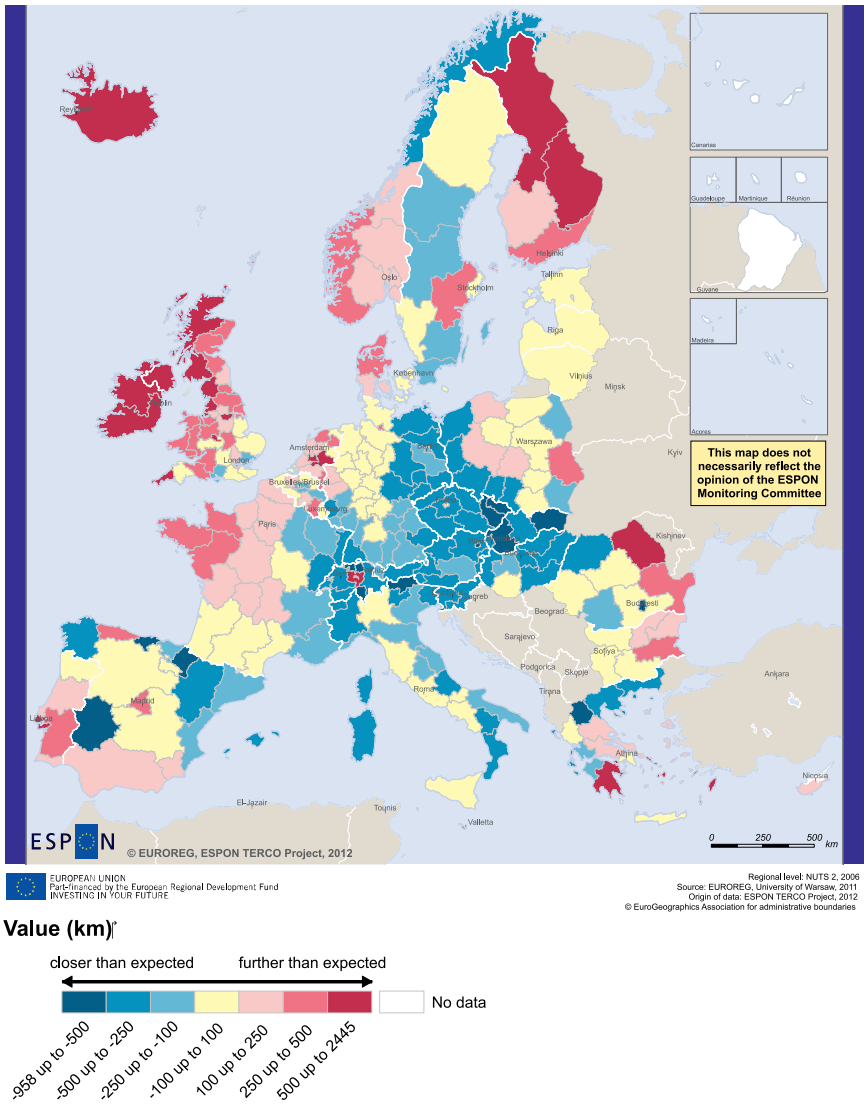 Canarias
Reykjavik
Guadeloupe
Martinique
Réunion
Guyane
Helsinki
Oslo
Tallinn
Stockholm
Riga
Madeira
København
Vilnius
Minsk
Acores
Dublin
Amsterdam
Warszawa
Berlin
London
Kyiv
This map does not
necessarily reflect the
opinion of the ESPON
Monitoring Committee
Bruxelles/Brussel
Luxembourg
Paris
Kishinev
Zagreb
Beograd
Bucuresti
Sarajevo
Sofiya
Podgorica
Skopje
Ankara
Roma
Tirana
Madrid
Lisboa
Athina
Nicosia
El-Jazair
Tounis
Valletta
ESPON
© EUROREG, ESPON TERCO Project, 2012
0 250 500 km
EUROPEAN UNION
Part-financed by the European Regional Development Fund
INVESTING IN YOUR FUTURE
Regional level: NUTS 2, 2006
Source: EUROREG, University of Warsaw, 2011
Origin of data: ESPON TERCO Project, 2012
© EuroGeographics Association for administrative boundaries
Value (km)
closer than expected further than expected
No data
-958 up to -500
-500 up to -250
-250 up to -100
-100 up to 100
100 up to 250
250 up to 500
500 up to 2445